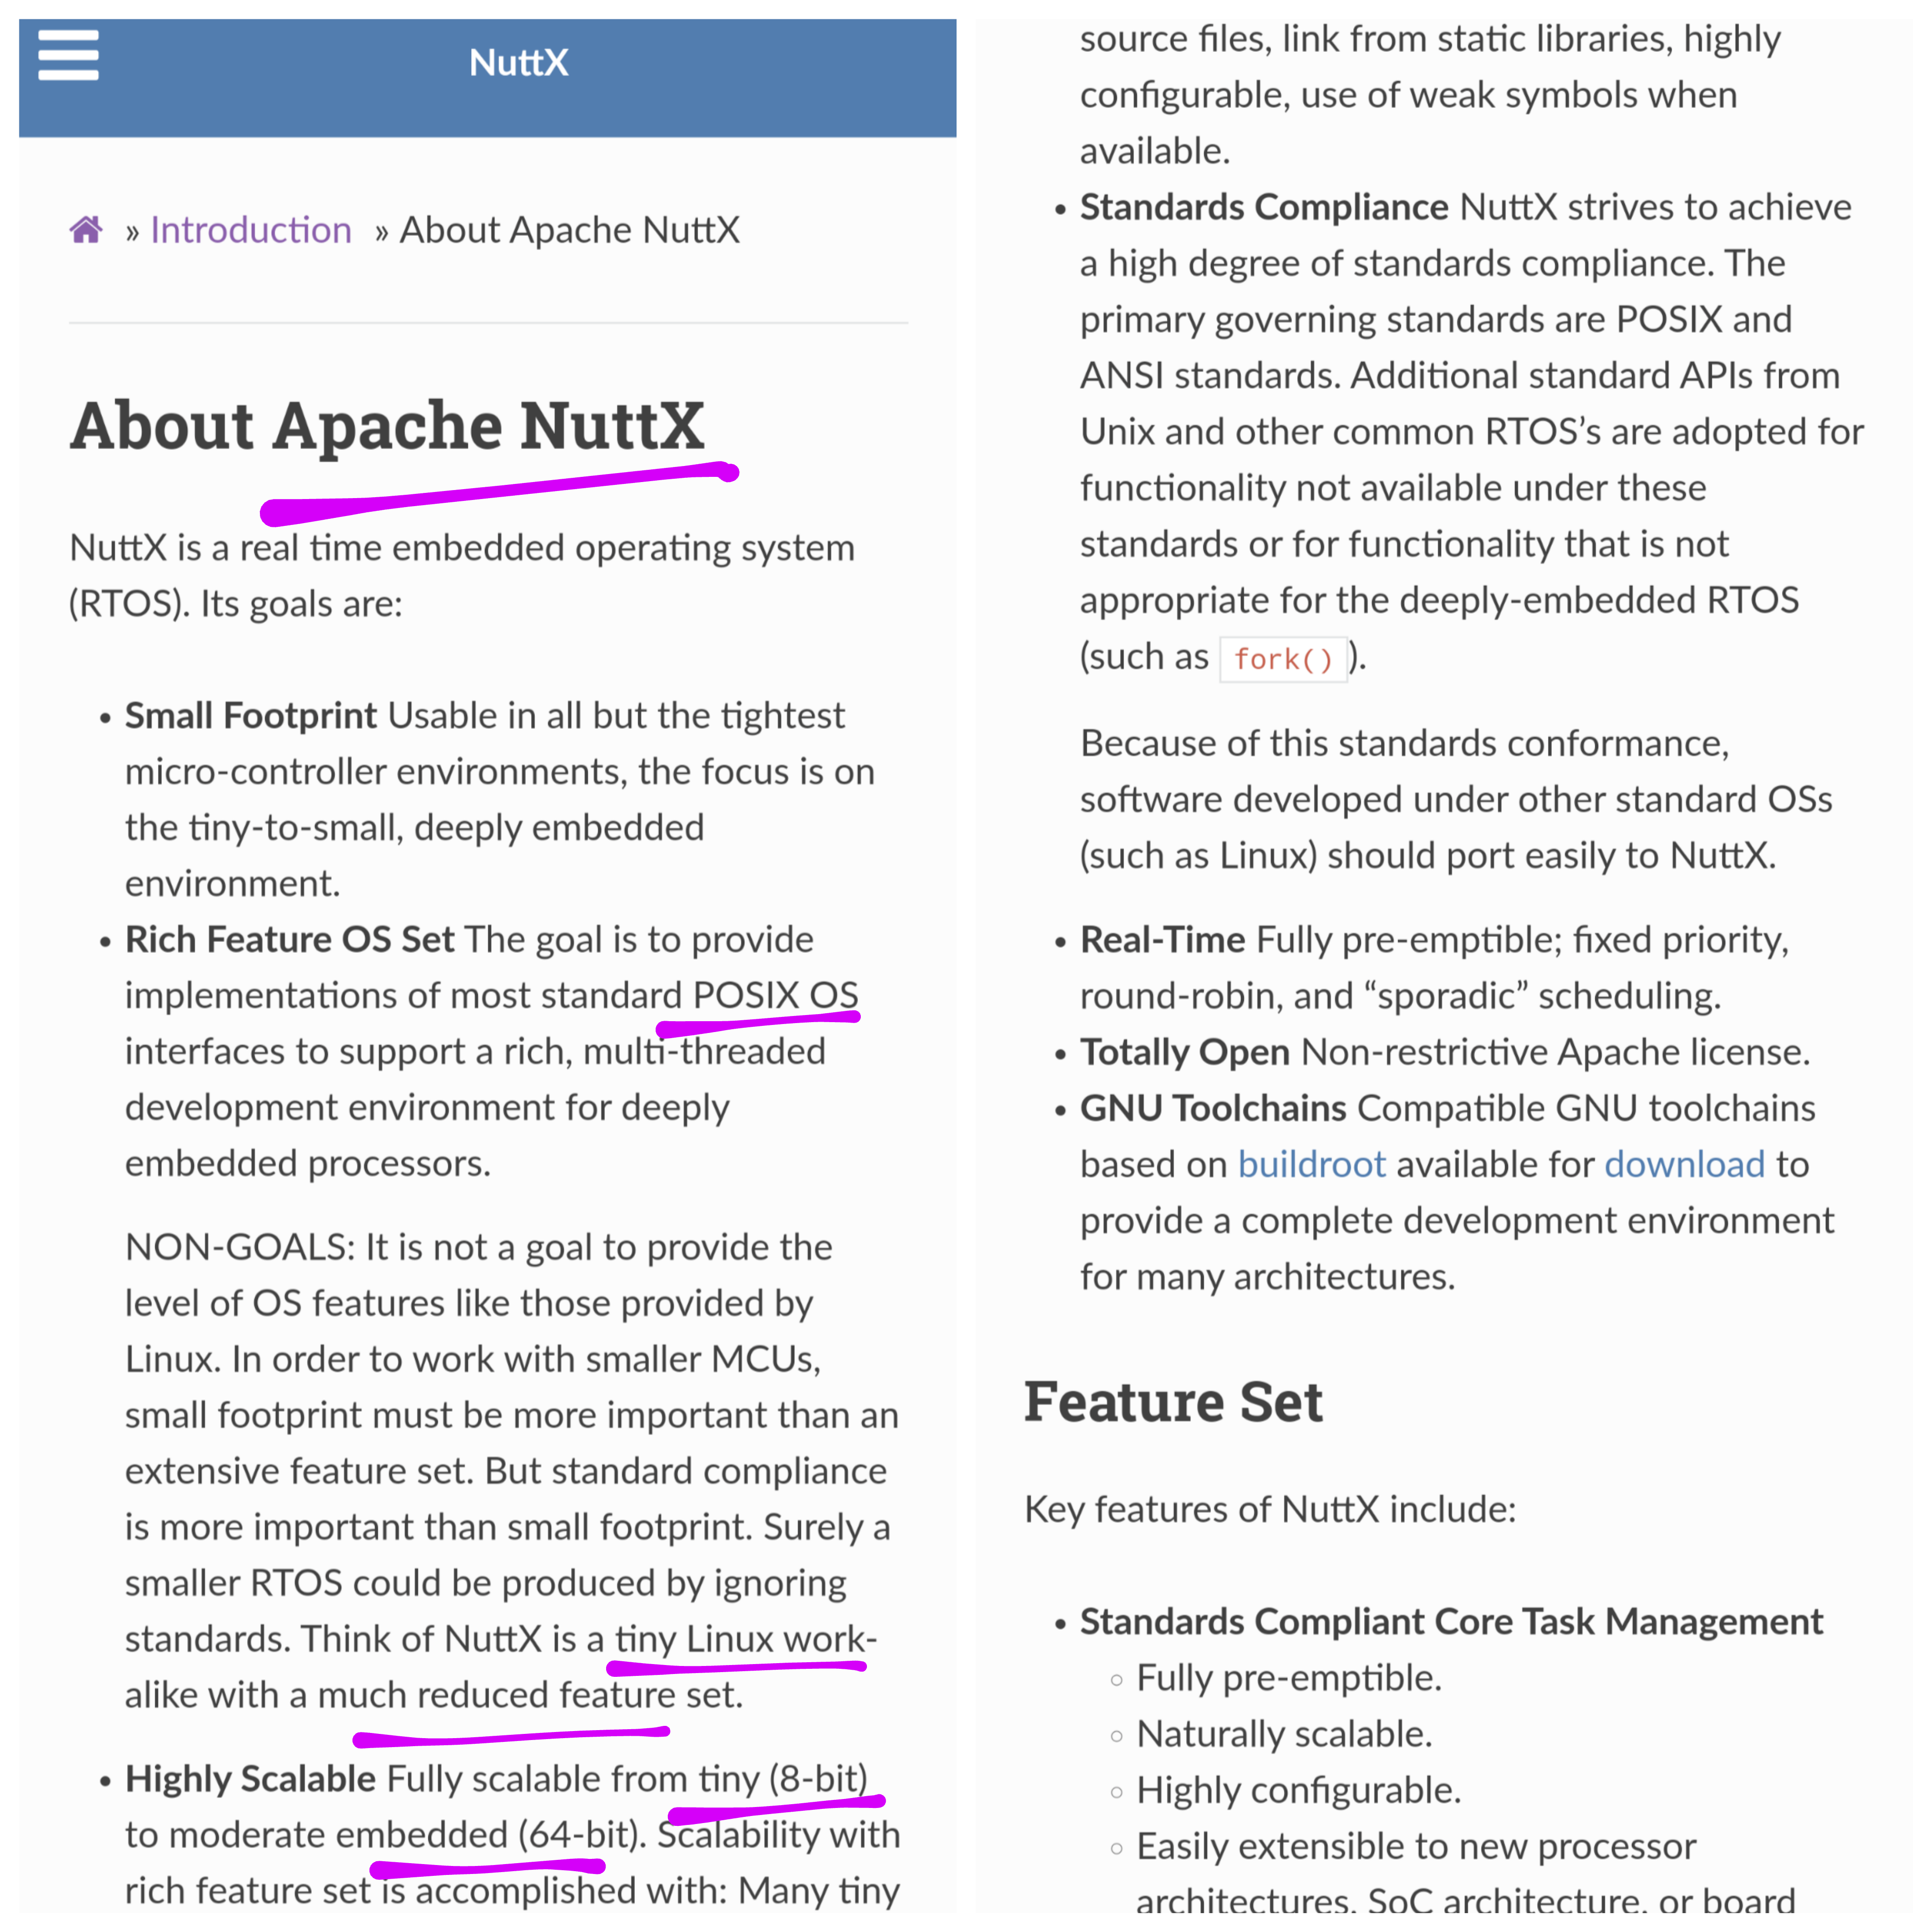 NuttX
» Introduction » About Apache NuttX
About Apache NuttX
NuttX is a real time embedded operating system
(RTOS). Its goals are:
• Small Footprint Usable in all but the tightest
micro-controller environments, the focus is on
the tiny-to-small, deeply embedded
environment.
• Rich Feature OS Set The goal is to provide
implementations of most standard POSIX OS
interfaces to support a rich, multi-threaded
development environment for deeply
embedded processors.
NON-GOALS: It is not a goal to provide the
level of OS features like those provided by
Linux. In order to work with smaller MCUs,
small footprint must be more important than an
extensive feature set. But standard compliance
is more important than small footprint. Surely a
smaller RTOS could be produced by ignoring
standards. Think of NuttX is a tiny Linux work-
alike with a much reduced feature set.
• Highly Scalable Fully scalable from tiny (8-bit)
to moderate embedded (64-bit). Scalability with
rich feature set is accomplished with: Many tiny
source files, link from static libraries, highly
configurable, use of weak symbols when
available.
• Standards Compliance NuttX strives to achieve
a high degree of standards compliance. The
primary governing standards are POSIX and
ANSI standards. Additional standard APIs from
Unix and other common RTOS’s are adopted for
functionality not available under these
standards or for functionality that is not
appropriate for the deeply-embedded RTOS
(such as fork()).
Because of this standards conformance,
software developed under other standard OSs
(such as Linux) should port easily to NuttX.
• Real-Time Fully pre-emptible; fixed priority,
round-robin, and “sporadic” scheduling.
• Totally Open Non-restrictive Apache license.
• GNU Toolchains Compatible GNU toolchains
based on buildroot available for download to
provide a complete development environment
for many architectures.
Feature Set
Key features of NuttX include:
• Standards Compliant Core Task Management
◦ Fully pre-emptible.
◦ Naturally scalable.
◦ Highly configurable.
◦ Easily extensible to new processor
architectures, SoC architecture, or board